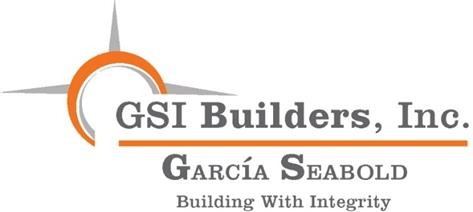 GSI Builders, Inc.
GARCÍA SEABOLD
Building With Integrity